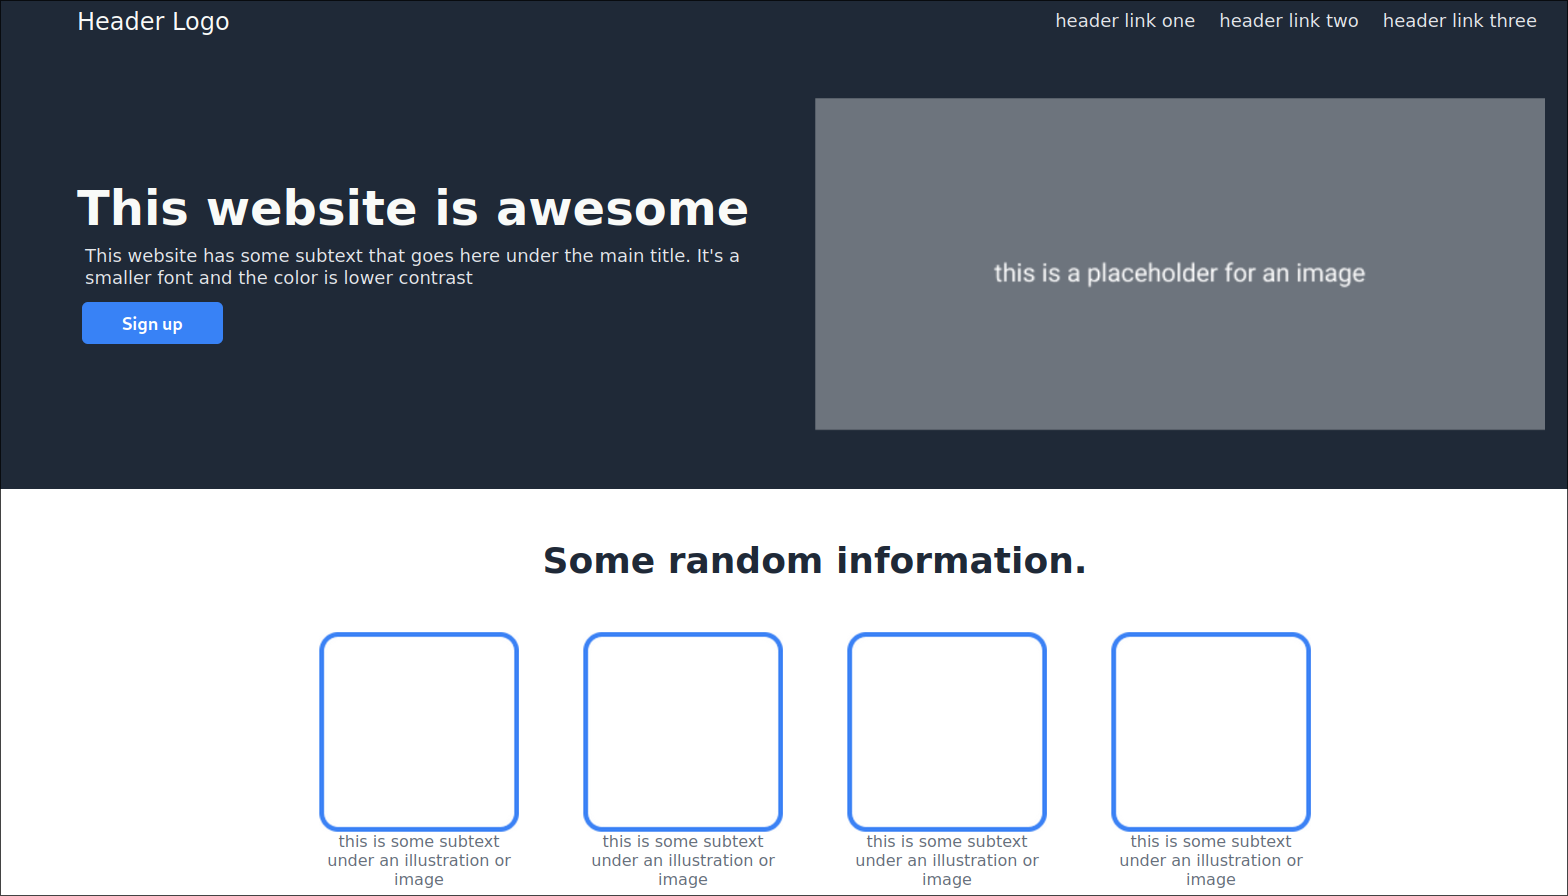 Header Logo
header link one
header link two
header link three
This website is awesome
This website has some subtext that goes here under the main title. It's a
smaller font and the color is lower contrast
Sign up
this is a placeholder for an image
Some random information.
this is some subtext
under an illustration or
image
this is some subtext
under an illustration or
image
this is some subtext
under an illustration or
image
this is some subtext
under an illustration or
image